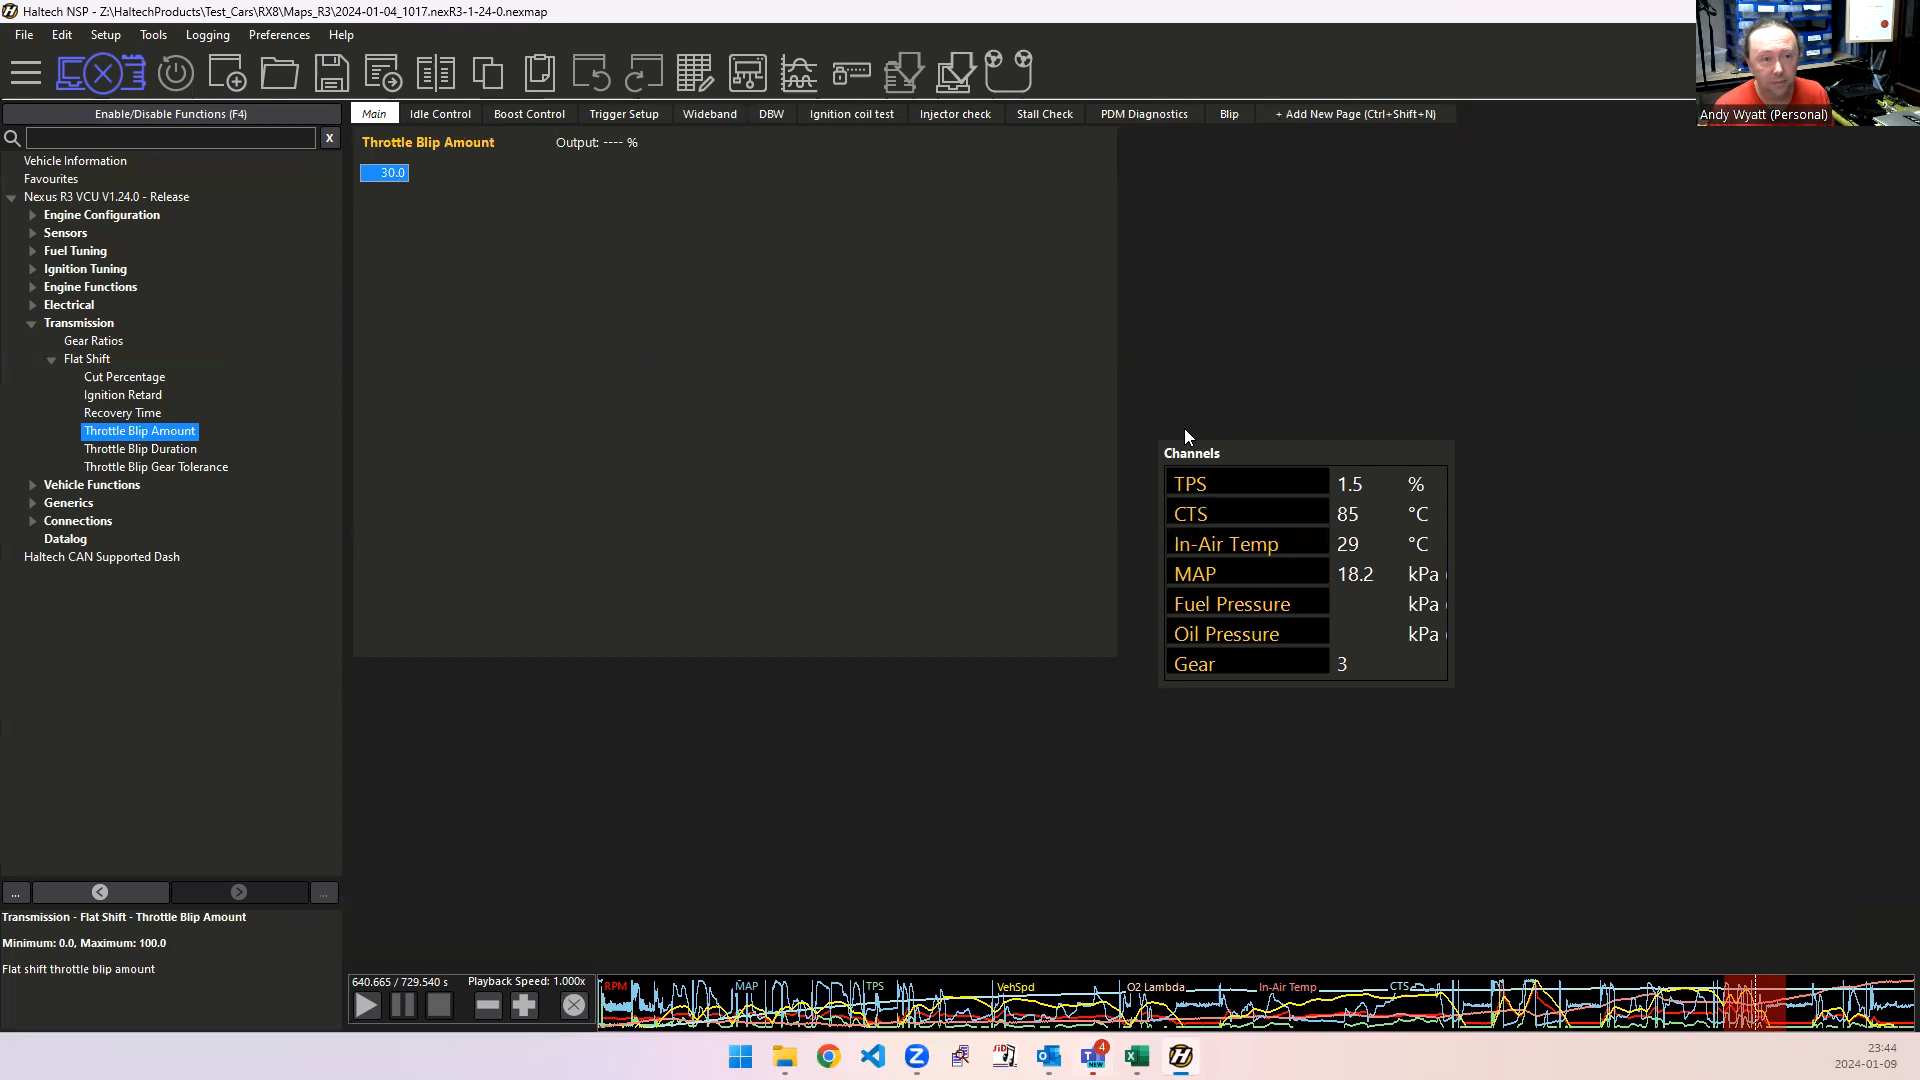 Haltech NSP - Z:\HaltechProducts\Test_Cars\RX8\Maps_R3\2024-01-04_1017.nexR3-1-24-0.nexmap
File Edit Setup Tools Logging Preferences Help
Andy Wyatt (Personal)
Enable/Disable Functions (F4)
Main Idle Control Boost Control Trigger Setup Wideband DBW Ignition coil test Injector check Stall Check PDM Diagnostics Blip + Add New Page (Ctrl+Shift+N)
X
Throttle Blip Amount Output: ---- %
30.0
Vehicle Information
Favourites
Nexus R3 VCU V1.24.0 - Release
Engine Configuration
Sensors
Fuel Tuning
Ignition Tuning
Engine Functions
Electrical
Transmission
Gear Ratios
Flat Shift
Cut Percentage
Ignition Retard
Recovery Time
Throttle Blip Amount
Throttle Blip Duration
Throttle Blip Gear Tolerance
Vehicle Functions
Generics
Connections
Datalog
Haltech CAN Supported Dash
Channels
TPS 1.5 %
CTS 85 °C
In-Air Temp 29 °C
MAP 18.2 kPa (
Fuel Pressure kPa (
Oil Pressure kPa (
Gear 3
... ...
Transmission - Flat Shift - Throttle Blip Amount
Minimum: 0.0, Maximum: 100.0
Flat shift throttle blip amount
640.665 / 729.540 s Playback Speed: 1.000x
RPM MAP TPS VehSpd O2 Lambda In-Air Temp CTS
4
NEW
23:44
2024-01-09